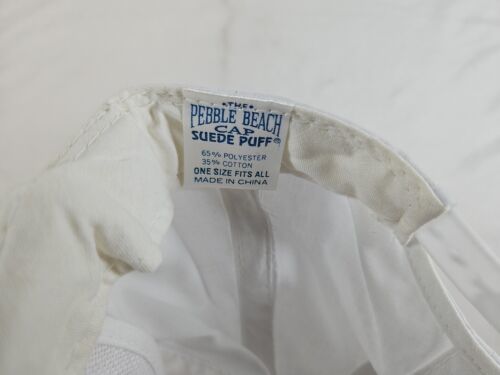 •THE•
PEBBLE BEACH
CAP
SUEDE PUFF®
65% POLYESTER
35% COTTON
ONE SIZE FITS ALL
MADE IN CHINA